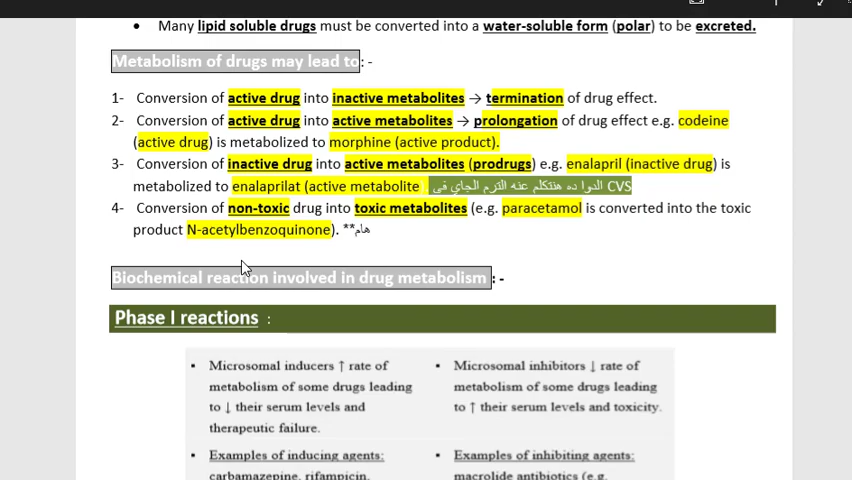 • Many lipid soluble drugs must be converted into a water-soluble form (polar) to be excreted.
Metabolism of drugs may lead to: -
1- Conversion of active drug into inactive metabolites → termination of drug effect.
2- Conversion of active drug into active metabolites → prolongation of drug effect e.g. codeine
(active drug) is metabolized to morphine (active product).
3- Conversion of inactive drug into active metabolites (prodrugs) e.g. enalapril (inactive drug) is
metabolized to enalaprilat (active metabolite). الدوا ده هنتكلم عنه الترم الجاي في CVS
4- Conversion of non-toxic drug into toxic metabolites (e.g. paracetamol is converted into the toxic
product N-acetylbenzoquinone). **هام
Biochemical reaction involved in drug metabolism : -
Phase I reactions :
▪ Microsomal inducers ↑ rate of
metabolism of some drugs leading
to ↓ their serum levels and
therapeutic failure.
▪ Examples of inducing agents:
carbamazepine, rifampicin,
▪ Microsomal inhibitors ↓ rate of
metabolism of some drugs leading
to ↑ their serum levels and toxicity.
▪ Examples of inhibiting agents:
macrolide antibiotics (e.g.